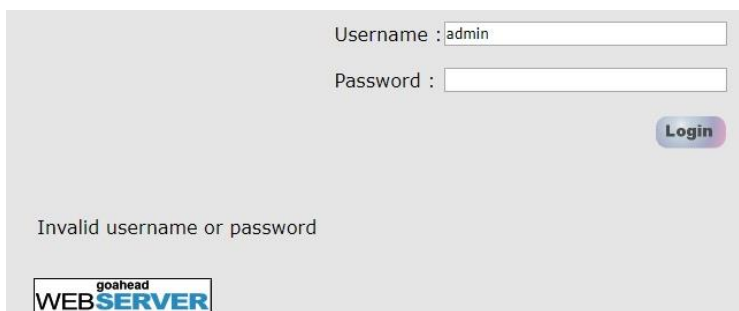 Username : admin
Password :
Login
Invalid username or password
goahead
WEBSERVER